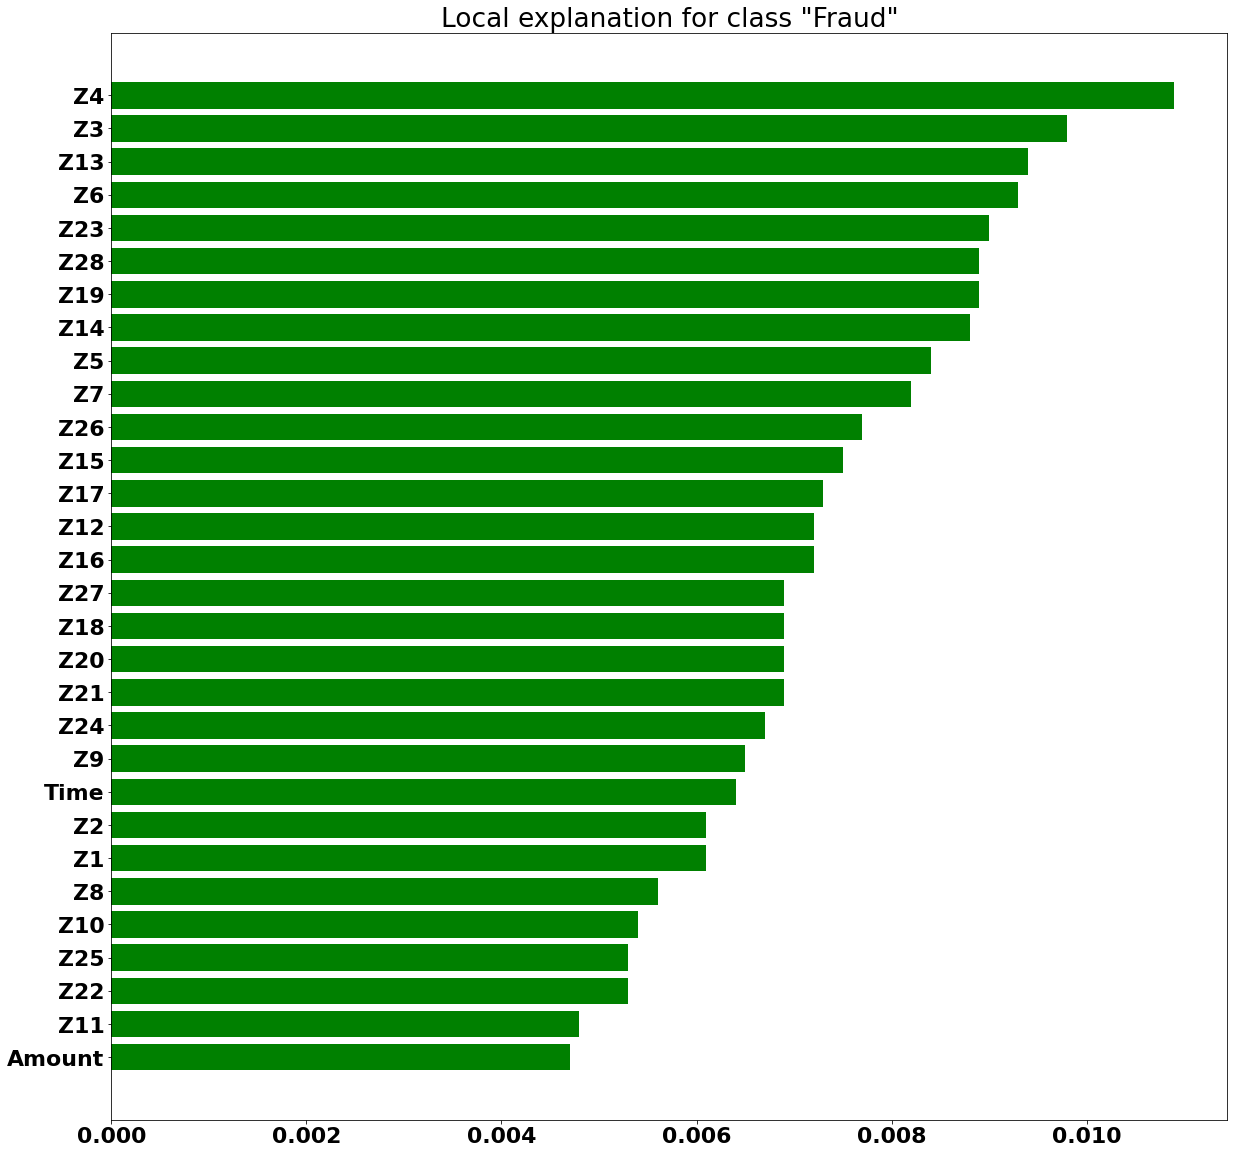 Local explanation for class "Fraud"
Z4
Z3
Z13
Z6
Z23
Z28
Z19
Z14
Z5
Z7
Z26
Z15
Z17
Z12
Z16
Z27
Z18
Z20
Z21
Z24
Z9
Time
Z2
Z1
Z8
Z10
Z25
Z22
Z11
Amount
0.000 0.002 0.004 0.006 0.008 0.010